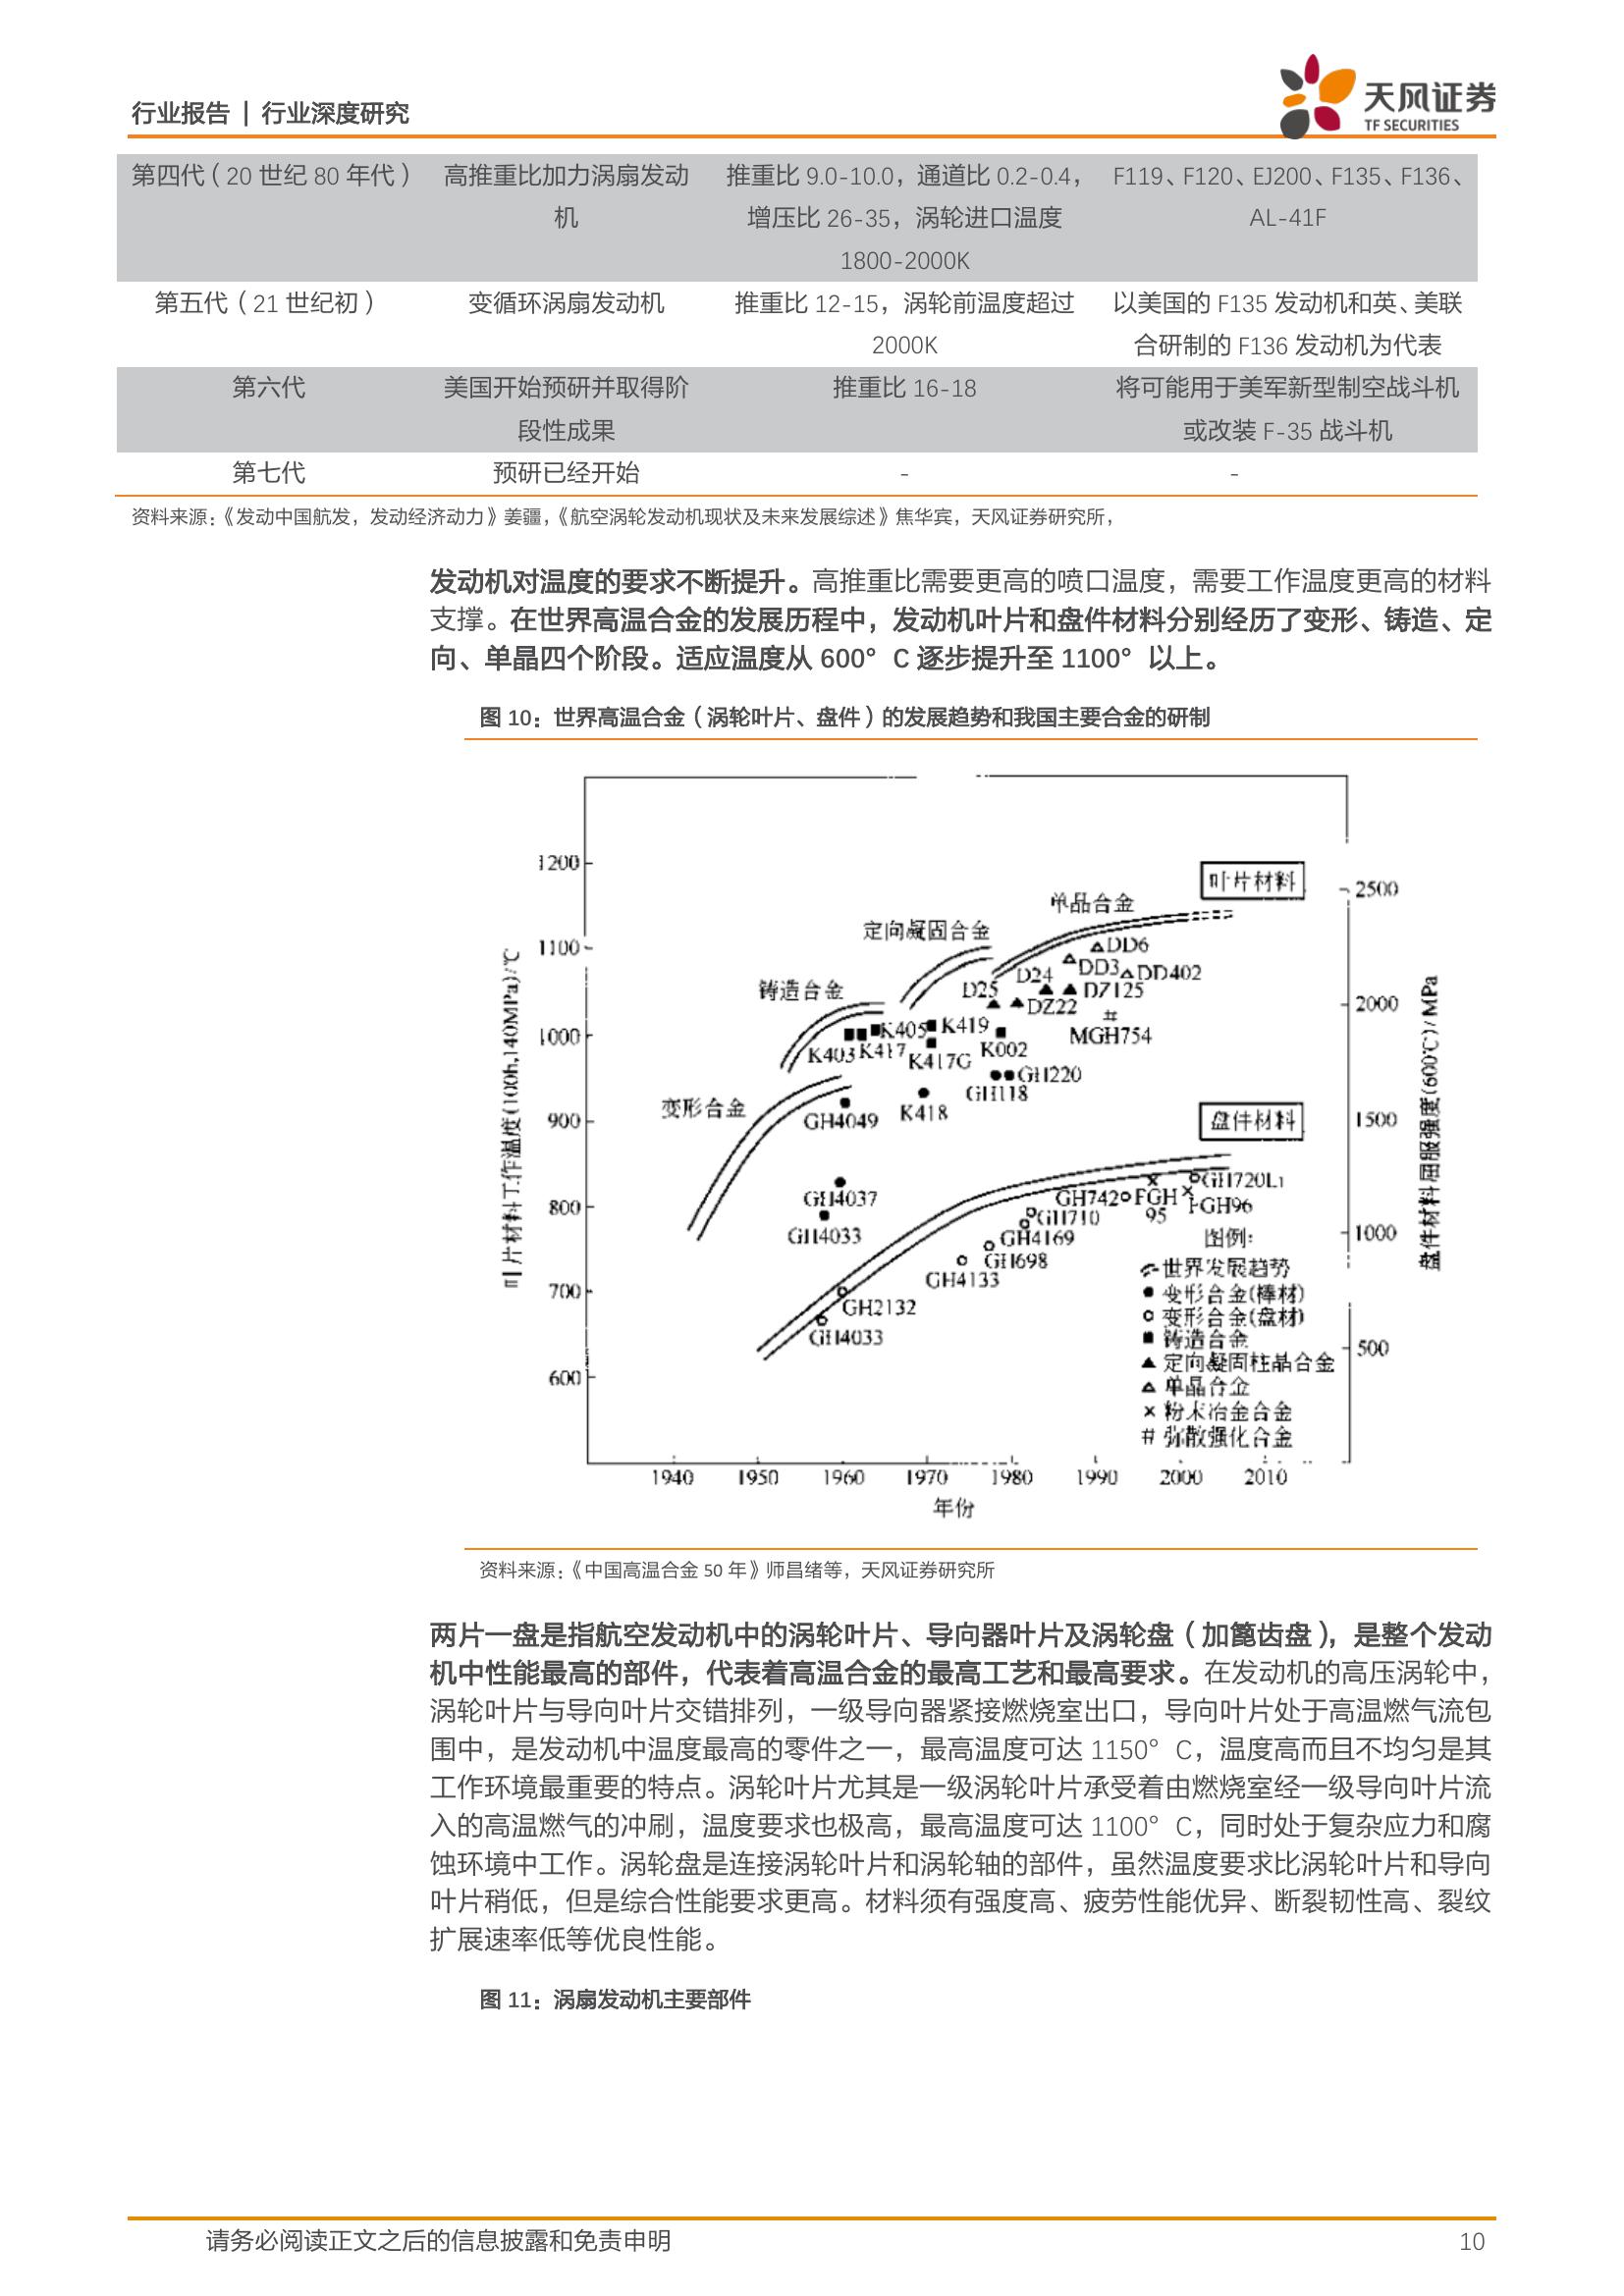 行业报告 | 行业深度研究
天风证券
TF SECURITIES
第四代（20 世纪 80 年代） 高推重比加力涡扇发动 推重比 9.0-10.0，通道比 0.2-0.4， F119、F120、EJ200、F135、F136、
机 增压比 26-35，涡轮进口温度 AL-41F
1800-2000K
第五代（21 世纪初） 变循环涡扇发动机 推重比 12-15，涡轮前温度超过 以美国的 F135 发动机和英、美联
2000K 合研制的 F136 发动机为代表
第六代 美国开始预研并取得阶 推重比 16-18 将可能用于美军新型制空战斗机
段性成果 或改装 F-35 战斗机
第七代 预研已经开始 - -
资料来源：《发动中国航发，发动经济动力》姜疆，《航空涡轮发动机现状及未来发展综述》焦华宾，天风证券研究所，
发动机对温度的要求不断提升。高推重比需要更高的喷口温度，需要工作温度更高的材料
支撑。在世界高温合金的发展历程中，发动机叶片和盘件材料分别经历了变形、铸造、定
向、单晶四个阶段。适应温度从 600°C 逐步提升至 1100°以上。
图 10：世界高温合金（涡轮叶片、盘件）的发展趋势和我国主要合金的研制
1200
叶片材料
2500
单晶合金
定向凝固合金
1100
DD6
DD3 DD402
D24
铸造合金
D25
DZ125
DZ22
2000
K405 K419
MGH754
1000
K403 K417
K417G K002
GH220
GH118
变形合金
GH4049 K418
900
盘件材料
1500
叶片材料工作温度(100h,140MPa)/℃
盘件材料屈服强度(600℃)/MPa
GH4037
GH720Li
GH742 FGH 95
FGH96
800
GH4033
GH710
GH4169
GH698
GH4133
1000
图例:
世界发展趋势
700
变形合金(棒材)
GH2132
变形合金(盘材)
GH4033
铸造合金
500
定向凝固柱晶合金
600
单晶合金
粉末冶金合金
弥散强化合金
1940 1950 1960 1970 1980 1990 2000 2010
年份
资料来源：《中国高温合金 50 年》师昌绪等，天风证券研究所
两片一盘是指航空发动机中的涡轮叶片、导向器叶片及涡轮盘（加篦齿盘），是整个发动
机中性能最高的部件，代表着高温合金的最高工艺和最高要求。在发动机的高压涡轮中，
涡轮叶片与导向叶片交错排列，一级导向器紧接燃烧室出口，导向叶片处于高温燃气流包
围中，是发动机中温度最高的零件之一，最高温度可达 1150°C，温度高而且不均匀是其
工作环境最重要的特点。涡轮叶片尤其是一级涡轮叶片承受着由燃烧室经一级导向叶片流
入的高温燃气的冲刷，温度要求也极高，最高温度可达 1100°C，同时处于复杂应力和腐
蚀环境中工作。涡轮盘是连接涡轮叶片和涡轮轴的部件，虽然温度要求比涡轮叶片和导向
叶片稍低，但是综合性能要求更高。材料须有强度高、疲劳性能优异、断裂韧性高、裂纹
扩展速率低等优良性能。
图 11：涡扇发动机主要部件
请务必阅读正文之后的信息披露和免责申明
10